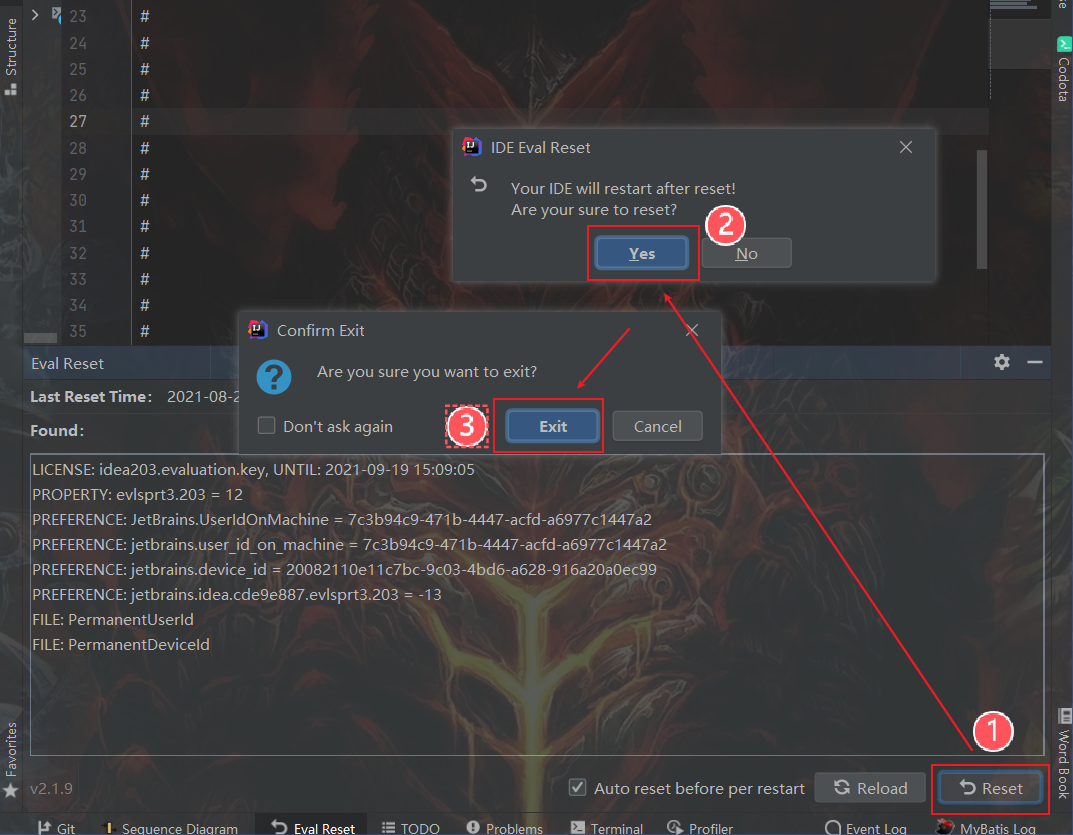 Structure
23 #
24 #
25 #
26 #
27 #
28 #
29 #
30 #
31 #
32 #
33 #
34 #
35 #
Codota
IDE Eval Reset
Your IDE will restart after reset!
Are your sure to reset?
2
Yes
No
Confirm Exit
Are you sure you want to exit?
Don't ask again
3
Exit
Cancel
Eval Reset
Last Reset Time: 2021-08-2
Found:
LICENSE: idea203.evaluation.key, UNTIL: 2021-09-19 15:09:05
PROPERTY: evlsprt3.203 = 12
PREFERENCE: JetBrains.UserIdOnMachine = 7c3b94c9-471b-4447-acfd-a6977c1447a2
PREFERENCE: jetbrains.user_id_on_machine = 7c3b94c9-471b-4447-acfd-a6977c1447a2
PREFERENCE: jetbrains.device_id = 20082110e11c7bc-9c03-4bd6-a628-916a20a0ec99
PREFERENCE: jetbrains.idea.cde9e887.evlsprt3.203 = -13
FILE: PermanentUserId
FILE: PermanentDeviceId
Favorites
1
Word Book
v2.1.9
Auto reset before per restart
Reload
Reset
Git
Sequence Diagram
Eval Reset
TODO
Problems
Terminal
Profiler
Event Log
MyBatis Log